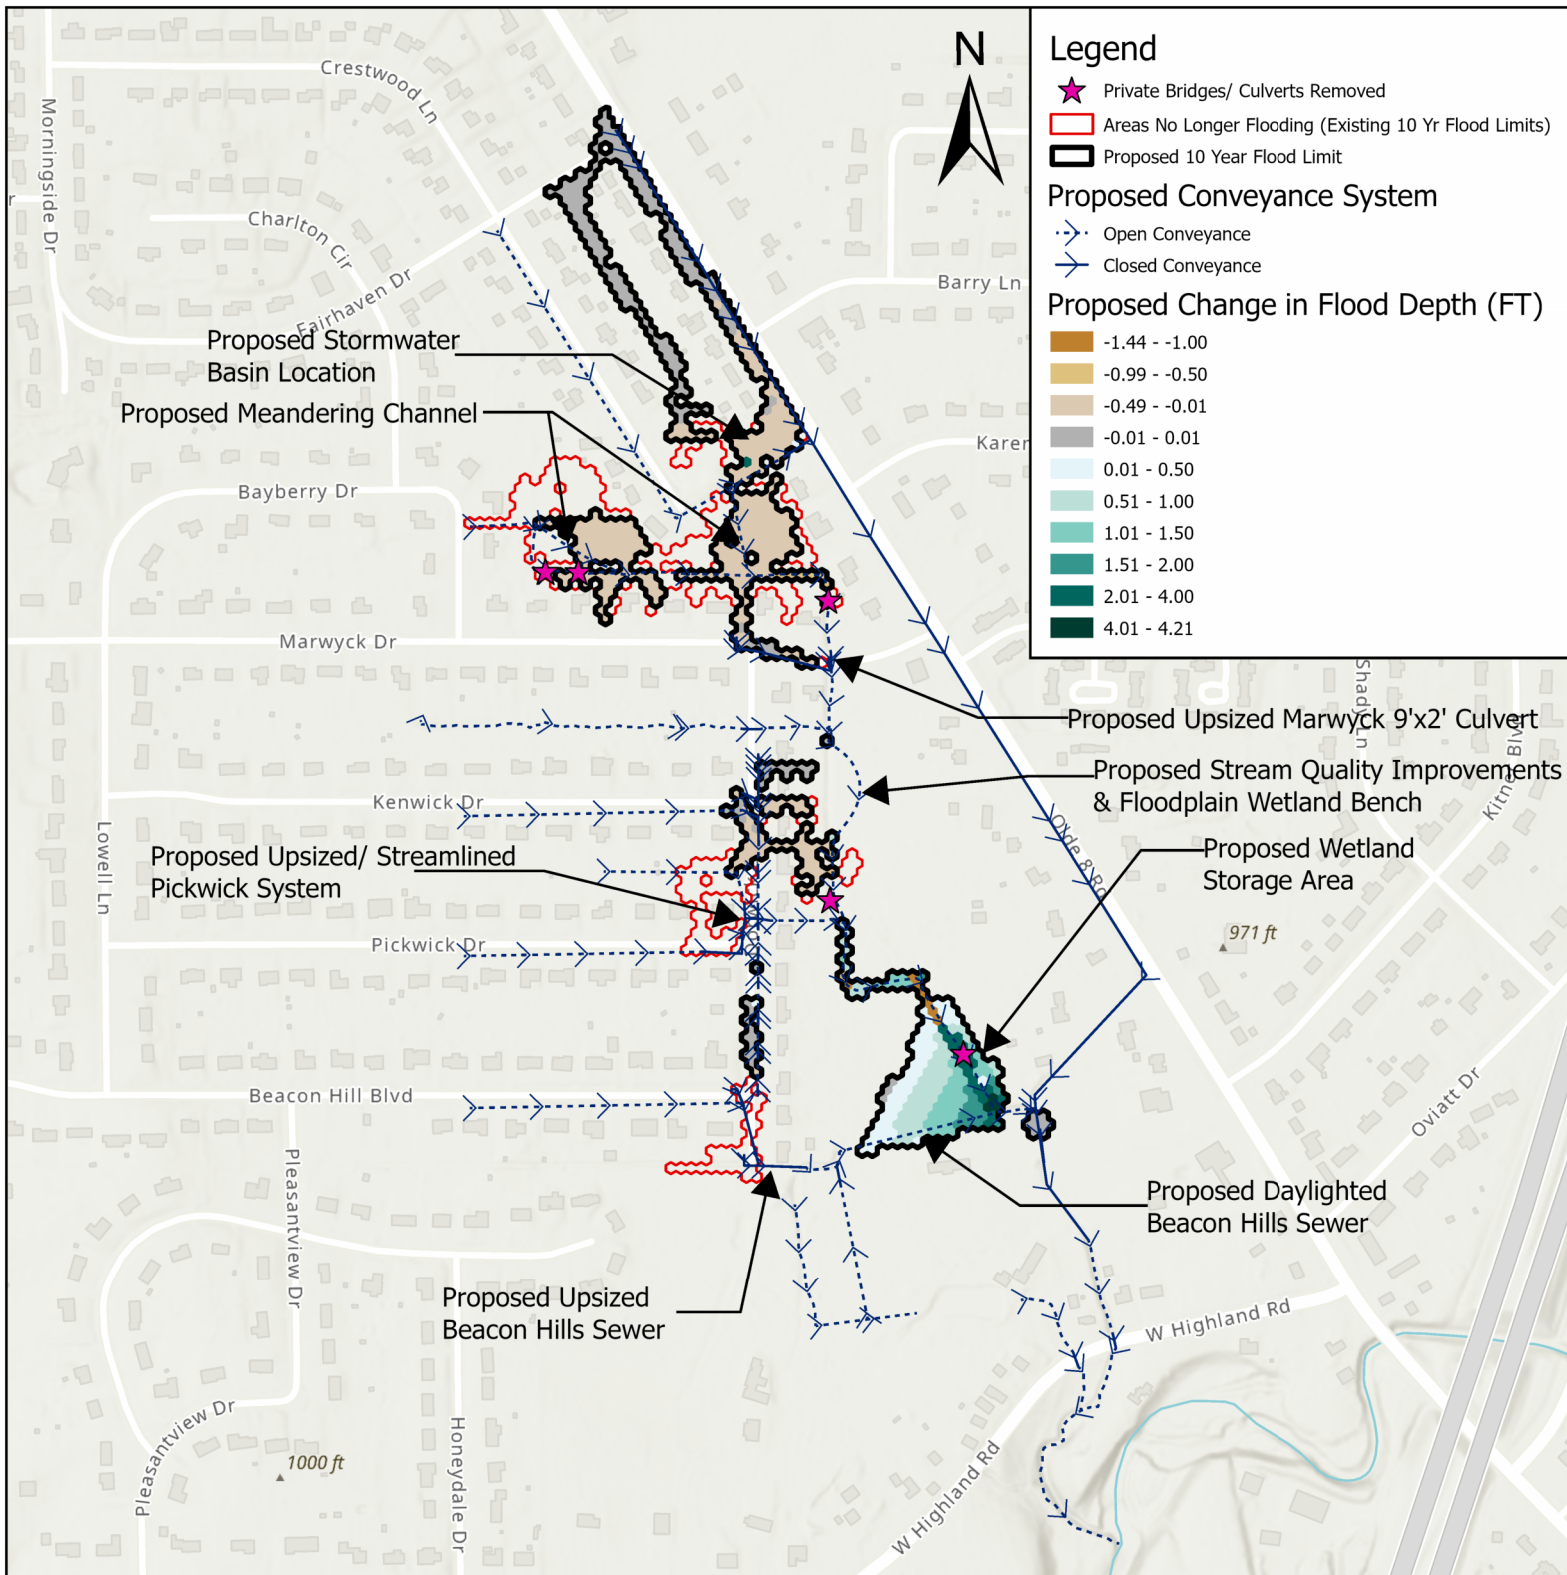 N
Legend
Private Bridges/ Culverts Removed
Areas No Longer Flooding (Existing 10 Yr Flood Limits)
Proposed 10 Year Flood Limit
Proposed Conveyance System
Open Conveyance
Closed Conveyance
Proposed Change in Flood Depth (FT)
-1.44 - -1.00
-0.99 - -0.50
-0.49 - -0.01
-0.01 - 0.01
0.01 - 0.50
0.51 - 1.00
1.01 - 1.50
1.51 - 2.00
2.01 - 4.00
4.01 - 4.21
Crestwood Ln
Morningside Dr
r
Charlton Cir
Fairhaven Dr
Barry Ln
Proposed Stormwater
Basin Location
Proposed Meandering Channel
Karen
Bayberry Dr
Marwyck Dr
Shady Ln
Kitner Blvd
Proposed Upsized Marwyck 9'x2' Culvert
Proposed Stream Quality Improvements
& Floodplain Wetland Bench
Kenwick Dr
Lowell Ln
Olde 8 Rd
Proposed Wetland
Storage Area
Proposed Upsized/ Streamlined
Pickwick System
Pickwick Dr
971 ft
Beacon Hill Blvd
Oviatt Dr
Pleasantview Dr
Proposed Daylighted
Beacon Hills Sewer
Proposed Upsized
Beacon Hills Sewer
W Highland Rd
Pleasantview Dr
1000 ft
Honeydale Dr
W Highland Rd